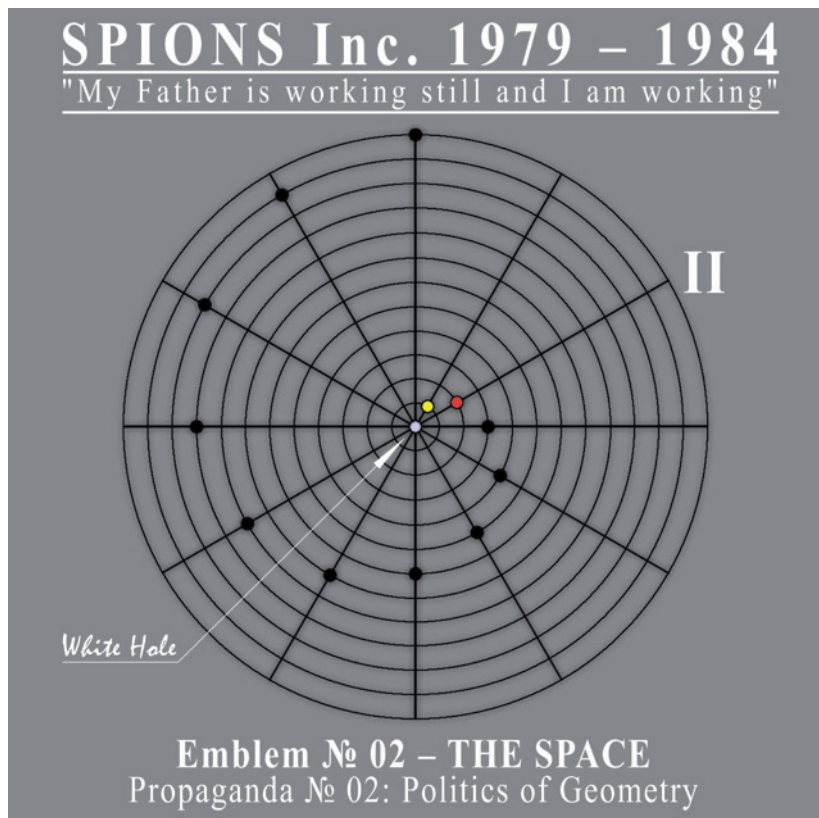 SPIONS Inc. 1979 – 1984
"My Father is working still and I am working"
II
White Hole
Emblem № 02 – THE SPACE
Propaganda № 02: Politics of Geometry